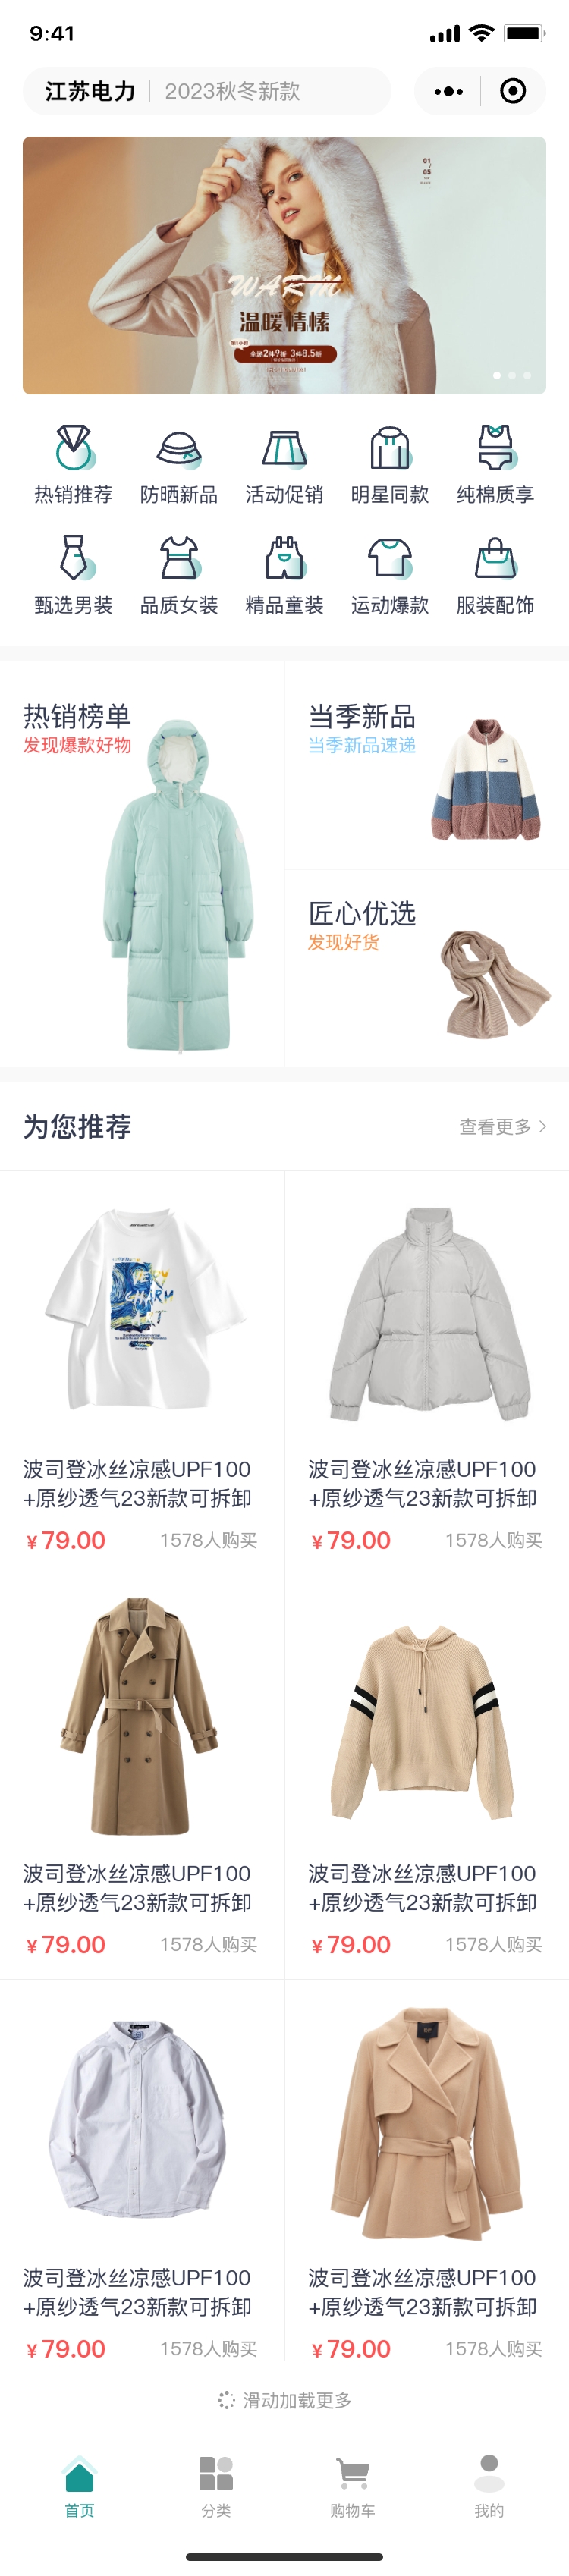 9:41
江苏电力 2023秋冬新款
01
/
05
WARM
温暖情愫
第1小时
全场2件9折 3件8.5折
热销推荐 防晒新品 活动促销 明星同款 纯棉质享
甄选男装 品质女装 精品童装 运动爆款 服装配饰
热销榜单
发现爆款好物
当季新品
当季新品速递
匠心优选
发现好货
为您推荐
查看更多
VERY
CHARM
ART
波司登冰丝凉感UPF100
+原纱透气23新款可拆卸
¥79.00 1578人购买
波司登冰丝凉感UPF100
+原纱透气23新款可拆卸
¥79.00 1578人购买
波司登冰丝凉感UPF100
+原纱透气23新款可拆卸
¥79.00 1578人购买
波司登冰丝凉感UPF100
+原纱透气23新款可拆卸
¥79.00 1578人购买
波司登冰丝凉感UPF100
+原纱透气23新款可拆卸
¥79.00 1578人购买
波司登冰丝凉感UPF100
+原纱透气23新款可拆卸
¥79.00 1578人购买
滑动加载更多
首页 分类 购物车 我的